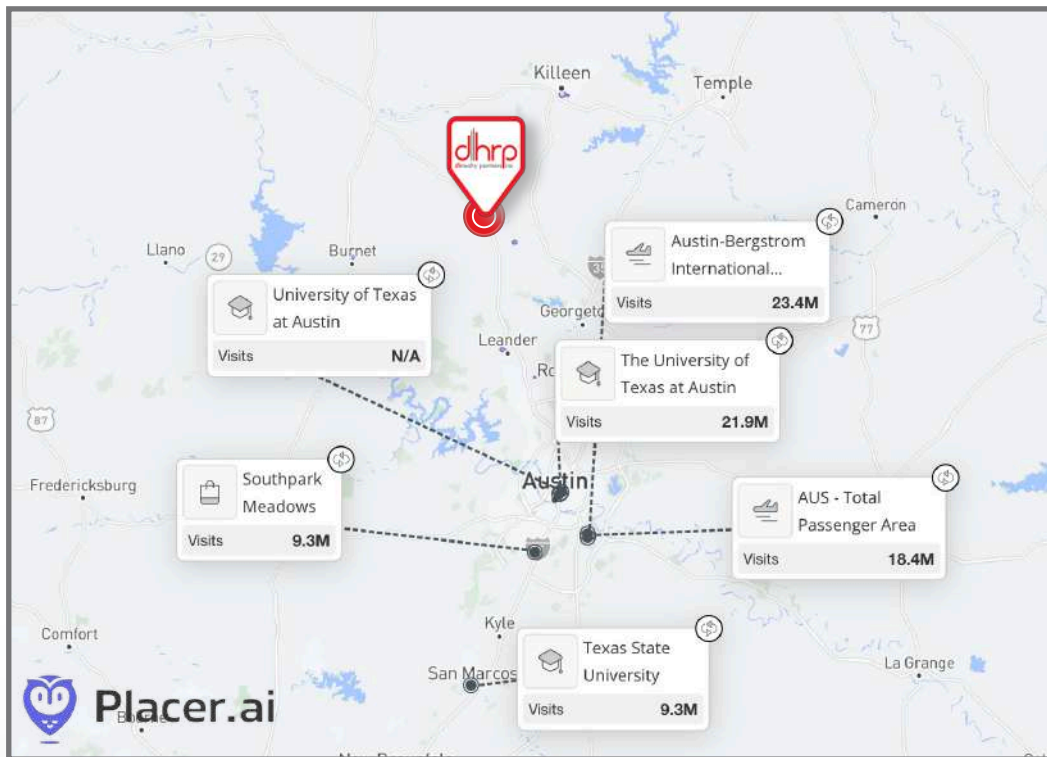 Killeen
Temple
dhrp
Cameron
Llano
29
Burnet
Austin-Bergstrom
International...
Visits 23.4M
35
University of Texas
at Austin
Visits N/A
Georgeto
77
Leander
Ro
The University of
Texas at Austin
Visits 21.9M
87
Southpark
Meadows
Visits 9.3M
Fredericksburg
Austin
AUS - Total
Passenger Area
Visits 18.4M
Kyle
Comfort
Texas State
University
Visits 9.3M
San Marcos
La Grange
Placer.ai